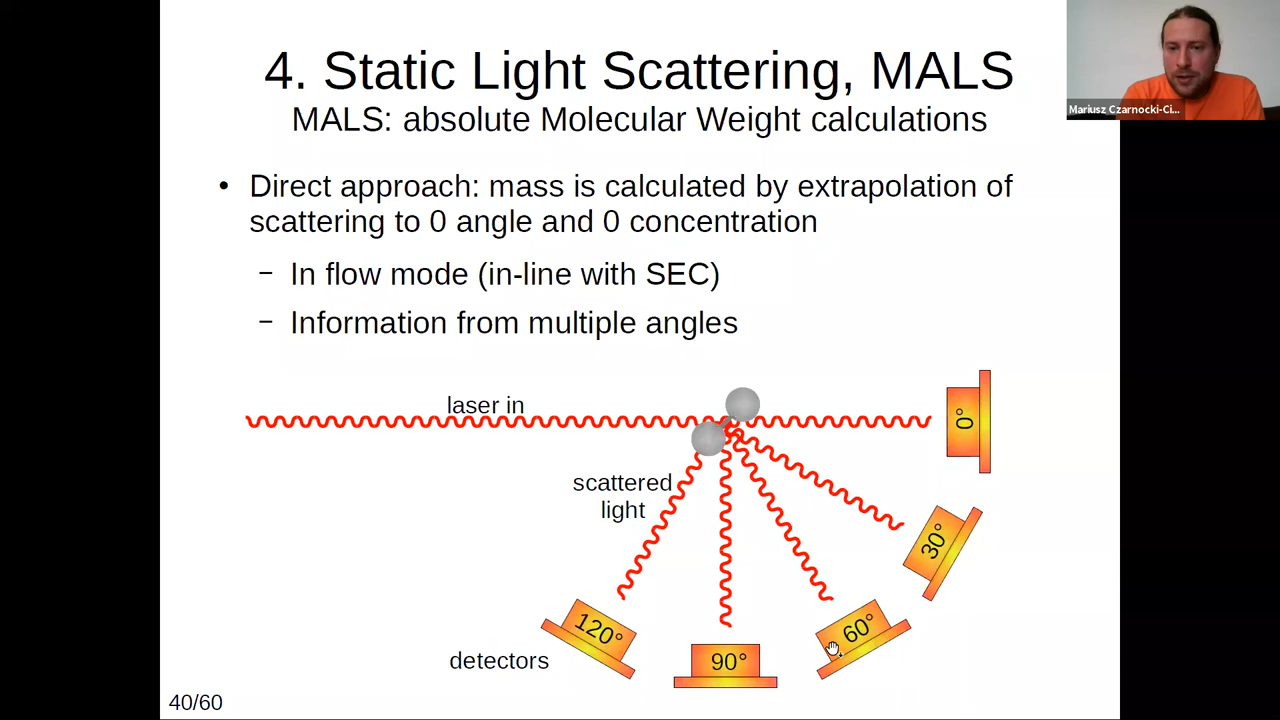 4. Static Light Scattering, MALS
MALS: absolute Molecular Weight calculations
Mariusz Czarnocki-Ci...
• Direct approach: mass is calculated by extrapolation of
scattering to 0 angle and 0 concentration
– In flow mode (in-line with SEC)
– Information from multiple angles
laser in
0°
scattered
light
30°
120°
60°
90°
detectors
40/60